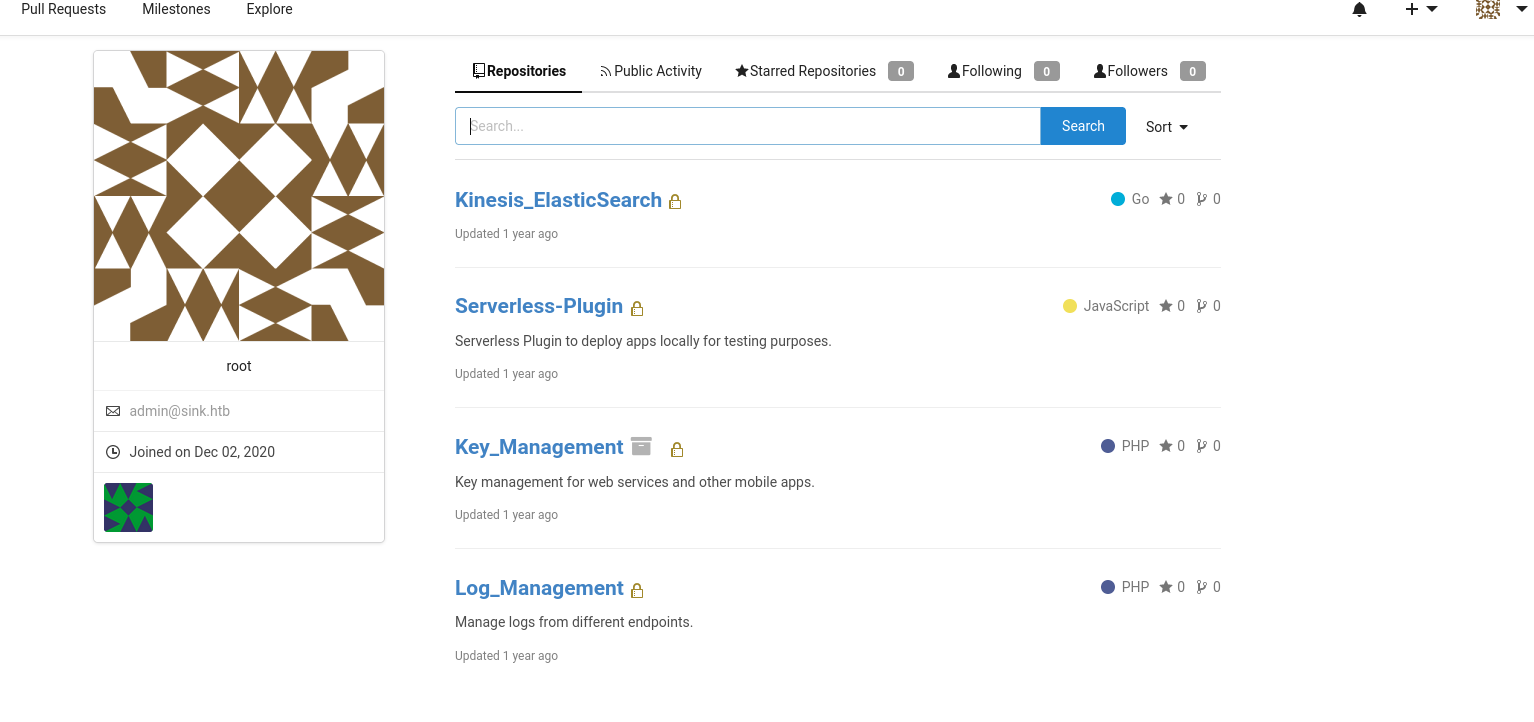 Pull Requests Milestones Explore
Repositories Public Activity Starred Repositories 0 Following 0 Followers 0
Search... Search Sort
root
admin@sink.htb
Joined on Dec 02, 2020
Kinesis_ElasticSearch Go 0 0
Updated 1 year ago
Serverless-Plugin JavaScript 0 0
Serverless Plugin to deploy apps locally for testing purposes.
Updated 1 year ago
Key_Management PHP 0 0
Key management for web services and other mobile apps.
Updated 1 year ago
Log_Management PHP 0 0
Manage logs from different endpoints.
Updated 1 year ago